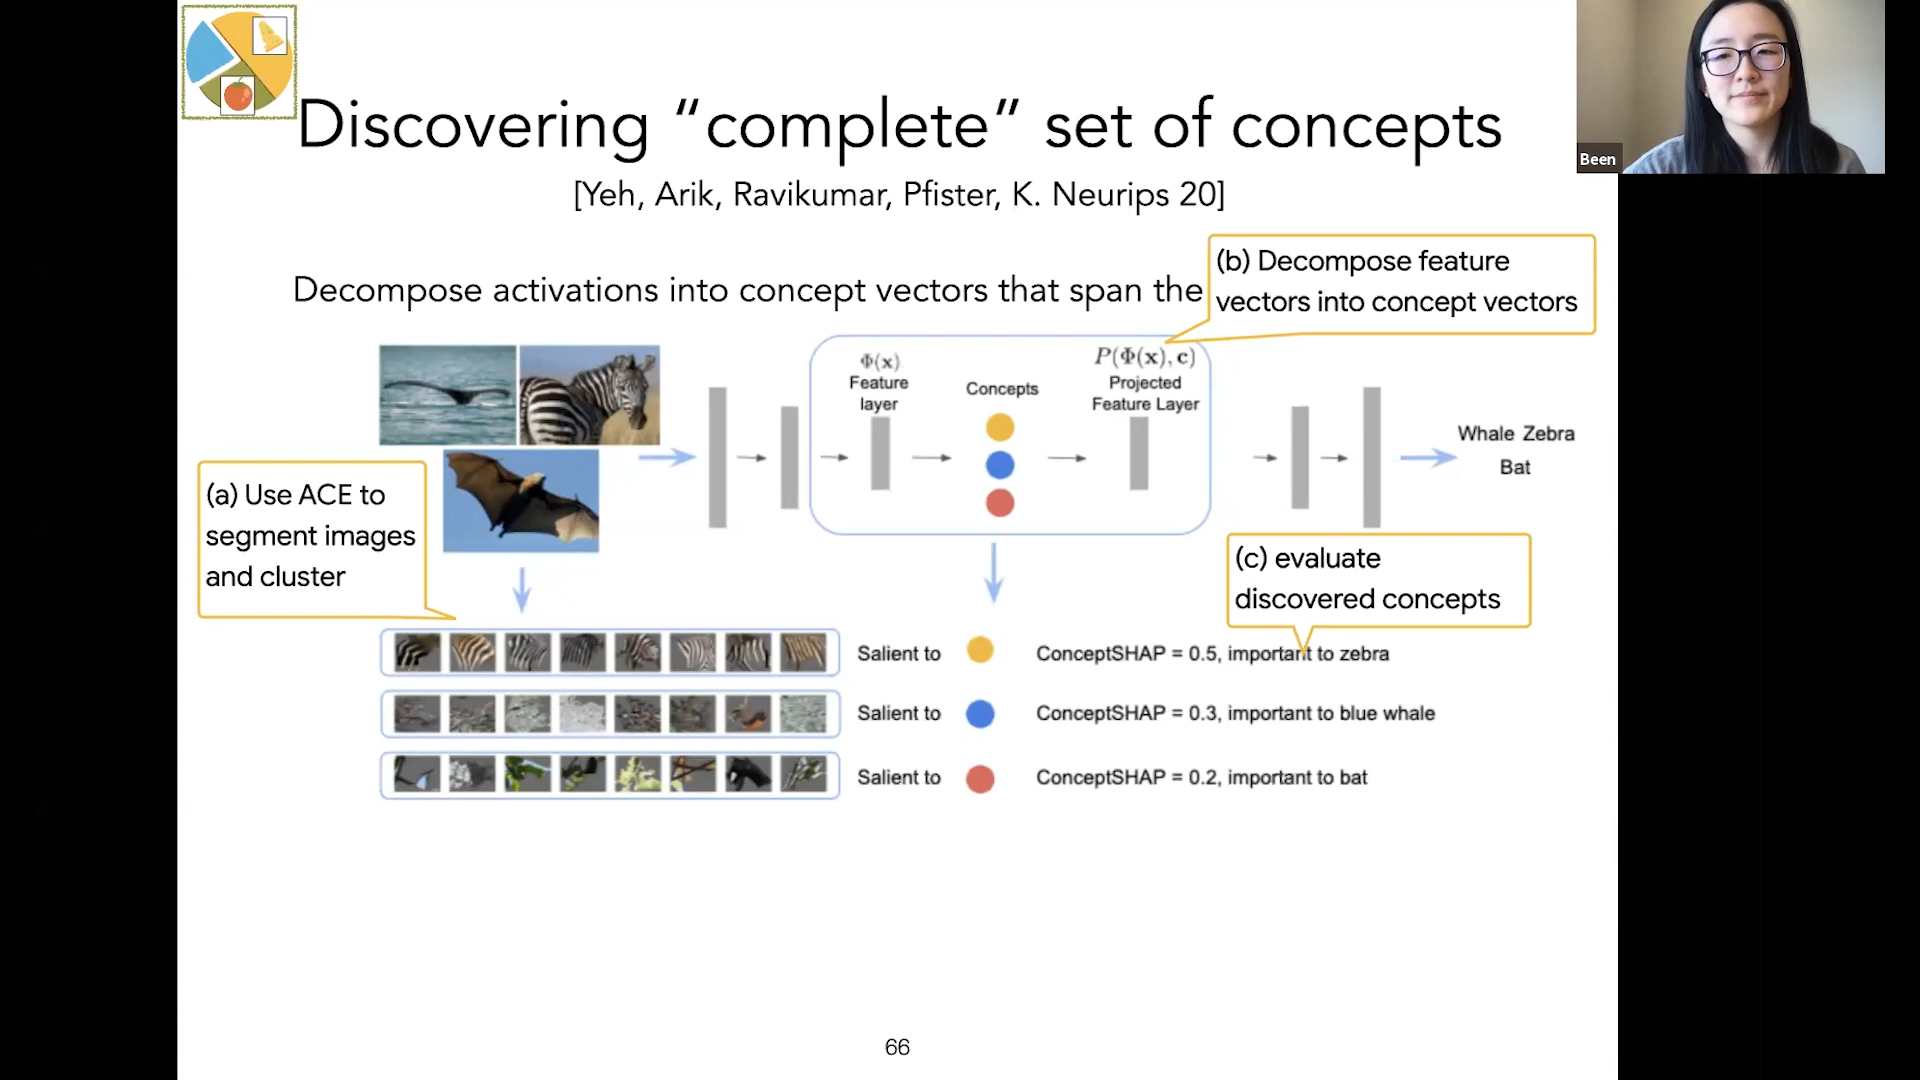 Discovering “complete” set of concepts
[Yeh, Arik, Ravikumar, Pfister, K. Neurips 20]
Been
Decompose activations into concept vectors that span the
(b) Decompose feature
vectors into concept vectors
Φ(x)
Feature
layer
Concepts
P(Φ(x), c)
Projected
Feature Layer
Whale Zebra
Bat
(a) Use ACE to
segment images
and cluster
(c) evaluate
discovered concepts
Salient to
ConceptSHAP = 0.5, important to zebra
Salient to
ConceptSHAP = 0.3, important to blue whale
Salient to
ConceptSHAP = 0.2, important to bat
66